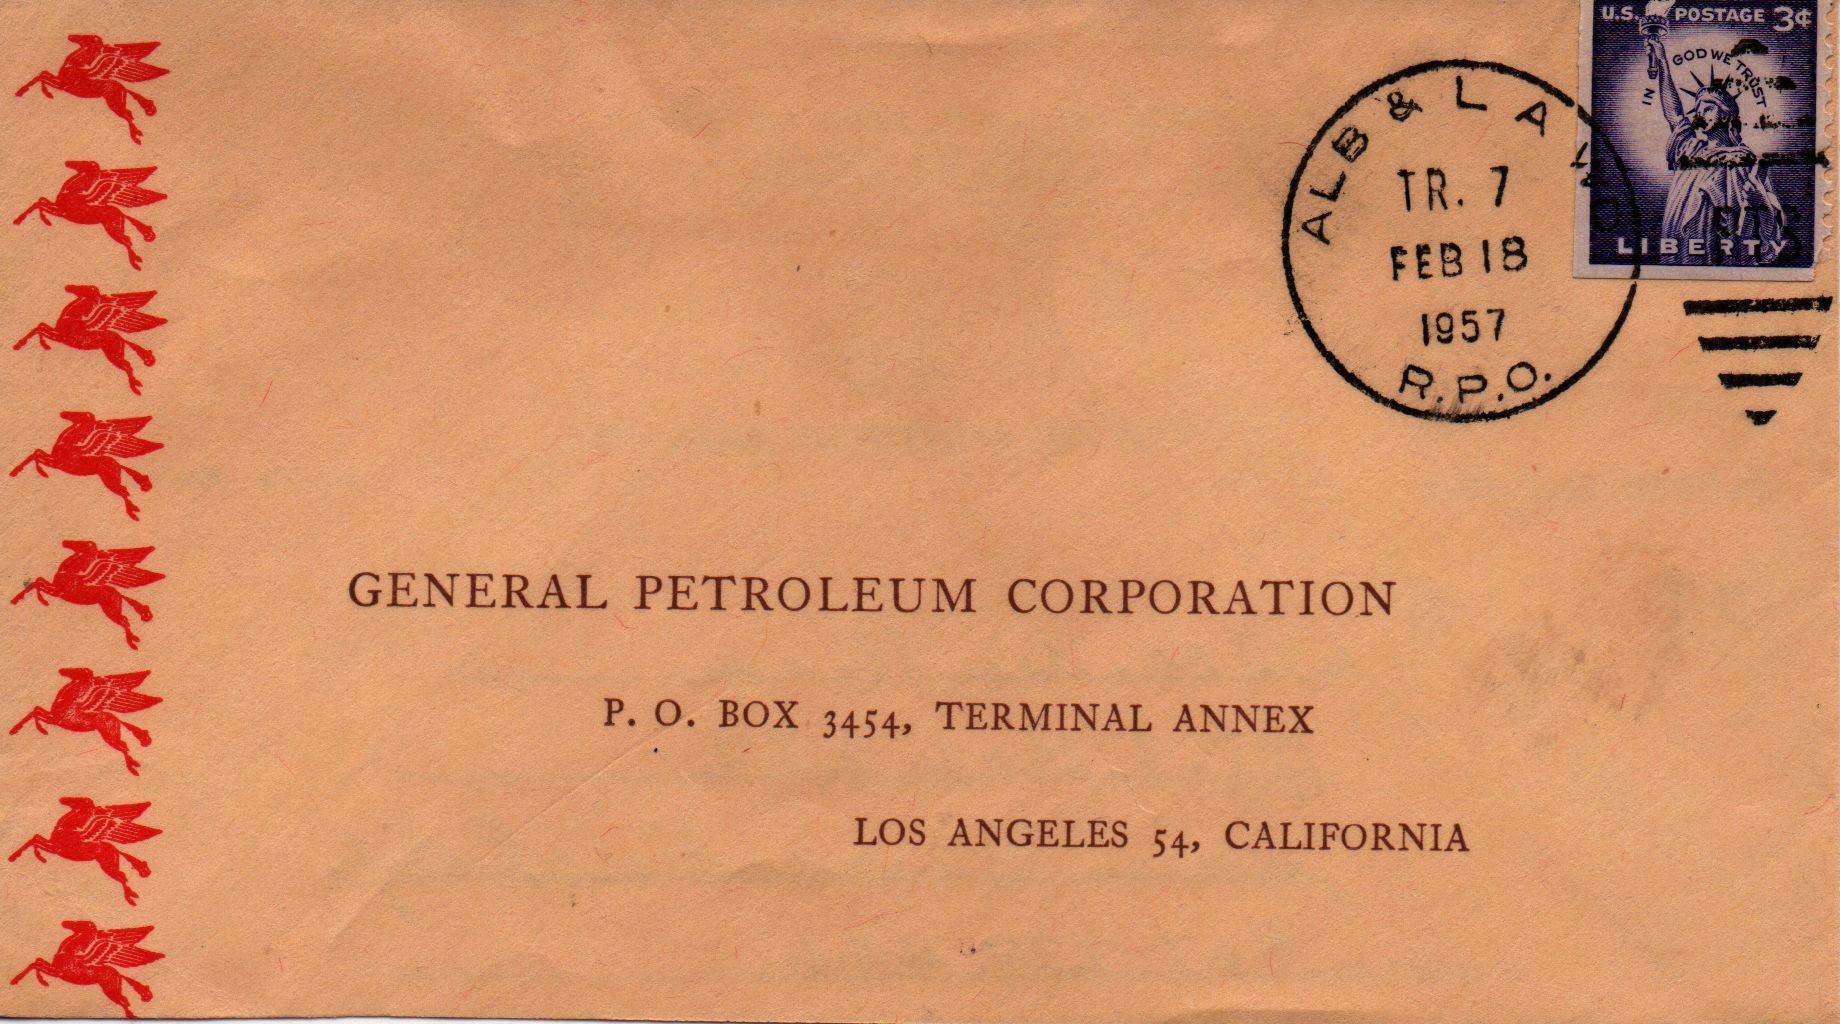 U.S. POSTAGE 3¢
IN GOD WE TRUST
LIBERTY
ALB & L A
TR. 7
FEB 18
1957
R.P.O.
RTS
GENERAL PETROLEUM CORPORATION
P. O. BOX 3454, TERMINAL ANNEX
LOS ANGELES 54, CALIFORNIA